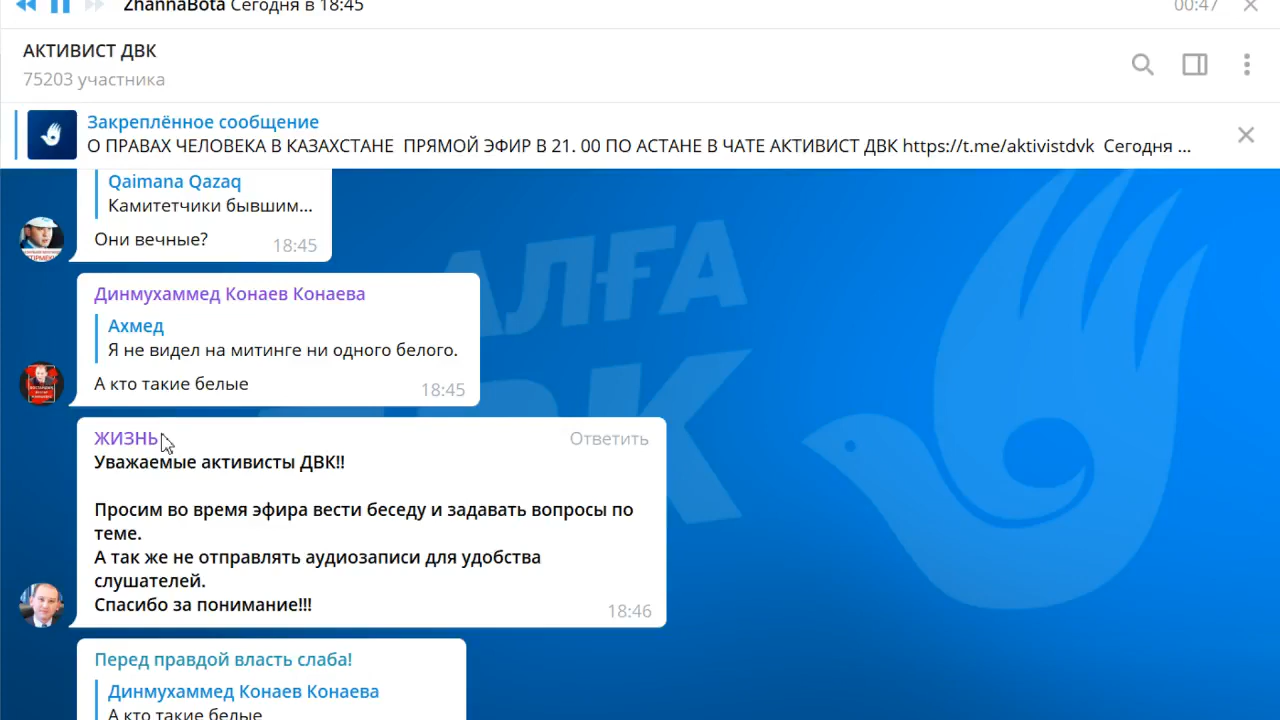 ZhannaBota Сегодня в 18:45
00:47
АКТИВИСТ ДВК
75203 участника
Закреплённое сообщение
О ПРАВАХ ЧЕЛОВЕКА В КАЗАХСТАНЕ ПРЯМОЙ ЭФИР В 21. 00 ПО АСТАНЕ В ЧАТЕ АКТИВИСТ ДВК https://t.me/aktivistdvk Сегодня ...
Qaimana Qazaq
Камитетчики бывшим...
Они вечные?
18:45
АЛҒА
ДВК
Динмухаммед Конаев Конаева
Ахмед
Я не видел на митинге ни одного белого.
А кто такие белые
18:45
ЖИЗНЬ
Ответить
Уважаемые активисты ДВК!!
Просим во время эфира вести беседу и задавать вопросы по
теме.
А так же не отправлять аудиозаписи для удобства
слушателей.
Спасибо за понимание!!!
18:46
Перед правдой власть слаба!
Динмухаммед Конаев Конаева
А кто такие белые